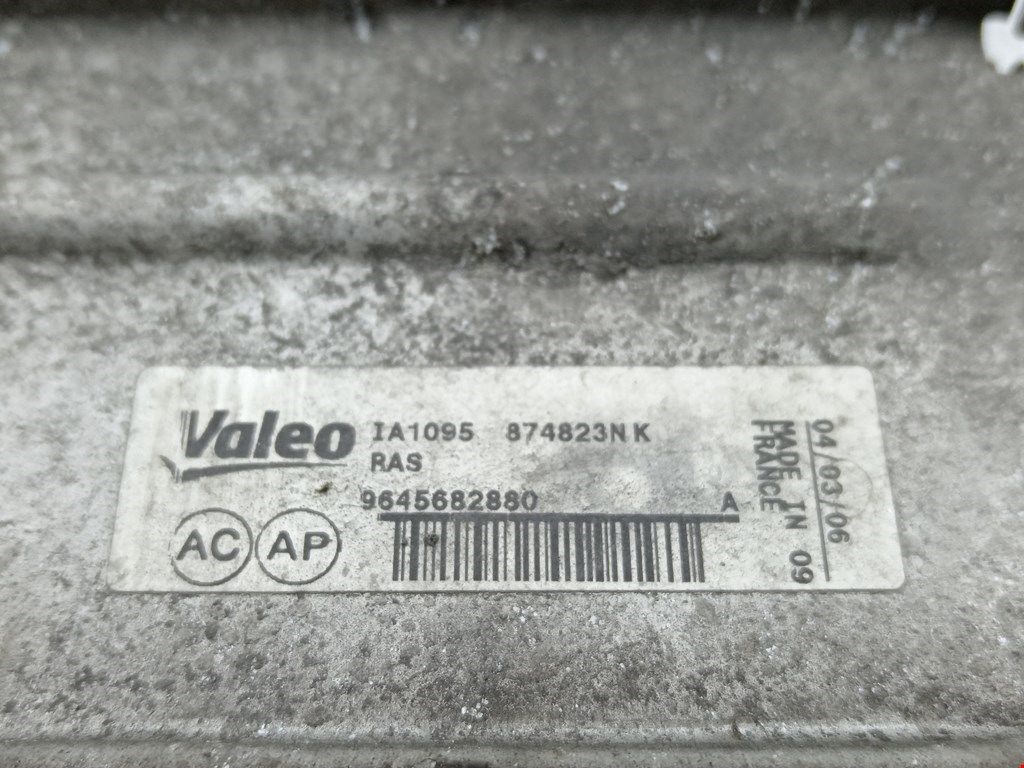 Valeo IA1095 874823NK
RAS
9645682880 A
AC AP
MADE IN
FRANCE
04/03/06
09